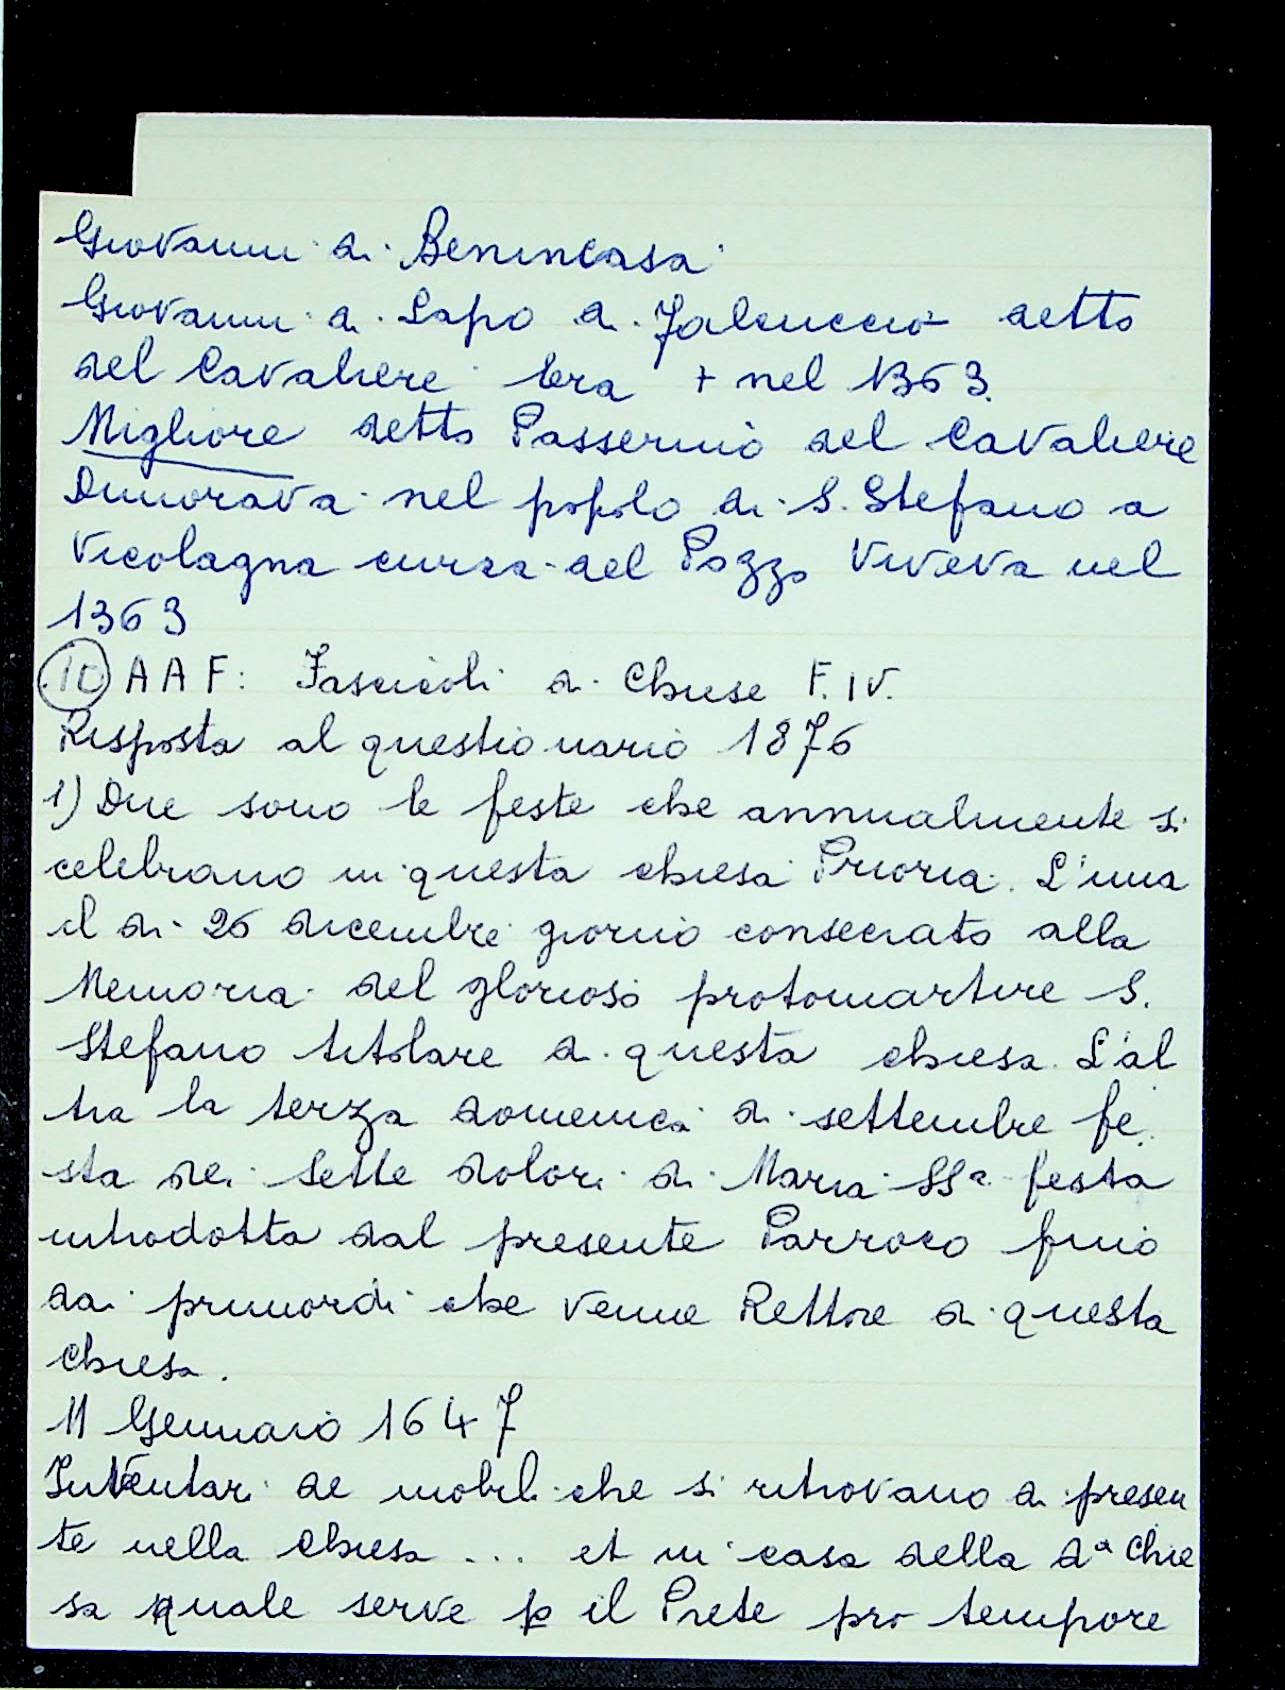 Giovanni di Benincasa
Giovanni di Lapo di Falcuccio detto
del Cavaliere Cera + nel 1363.
Migliore detto Passerino del Cavaliere
Dimorava nel popolo di S. Stefano a
Vicolagna curia del Pozzo Viveva nel
1363
10 A A F: Fascicoli di Chiese F. IV.
Risposta al questionario 1876
1) Due sono le feste che annualmente si
celebrano in questa chiesa Prioria. L'una
il di 26 dicembre giorno consecrato alla
Memoria del glorioso protomartire S.
Stefano titolare di questa chiesa. L'al
tra la terza domenica di settembre fe
sta dei Sette dolori di Maria SSa festa
introdotta dal presente Parroco fino
dai primordi che venne Rettore di questa
Chiesa.
11 Gennaio 1647
Inventari de mobili che si ritrovano di presen
te nella Chiesa ... et in casa della da Chie
sa quale serve p il Prete pro tempore